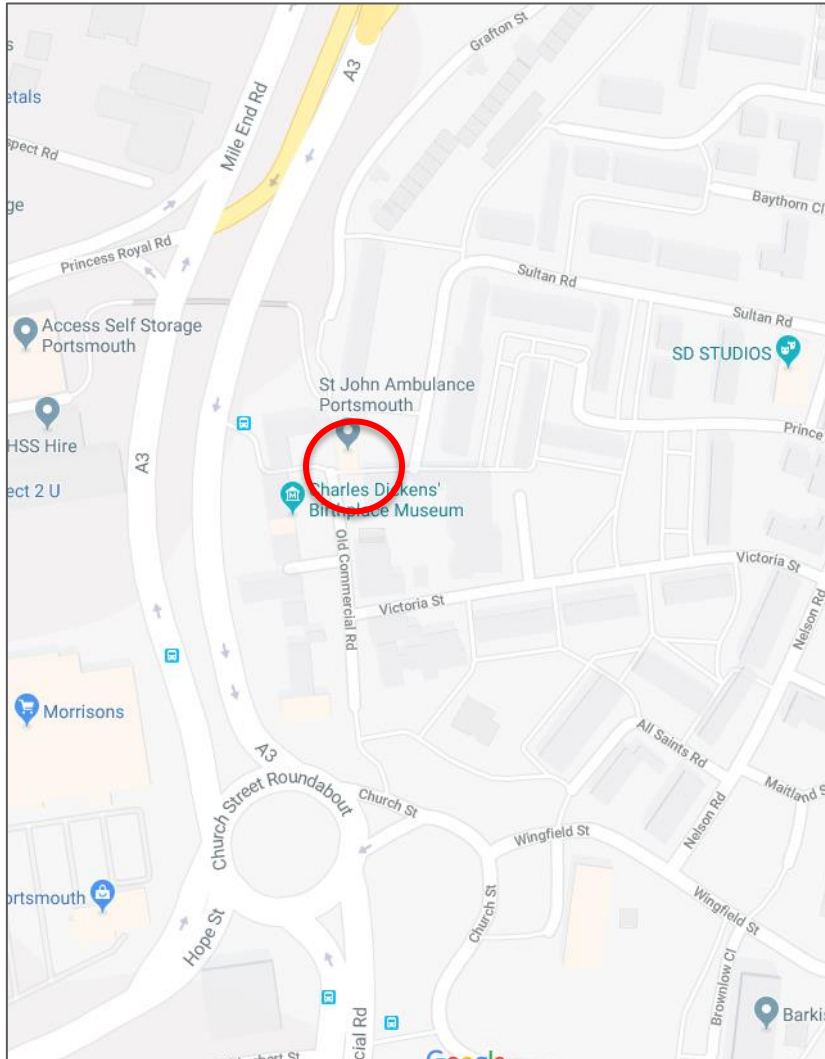 s
Grafton St
A3
etals
Mile End Rd
spect Rd
Baythorn Cl
ge
Princess Royal Rd
Sultan Rd
Sultan Rd
Access Self Storage
Portsmouth
SD STUDIOS
St John Ambulance
Portsmouth
HSS Hire
Prince
A3
ect 2 U
Charles Dickens'
Birthplace Museum
Old Commercial Rd
Victoria St
Victoria St
Nelson Rd
Morrisons
All Saints Rd
A3
Maitland S
Church Street Roundabout
Church St
Nelson Rd
Wingfield St
ortsmouth
Wingfield St
Church St
Hope St
Brownlow Cl
Barkis
cial Rd